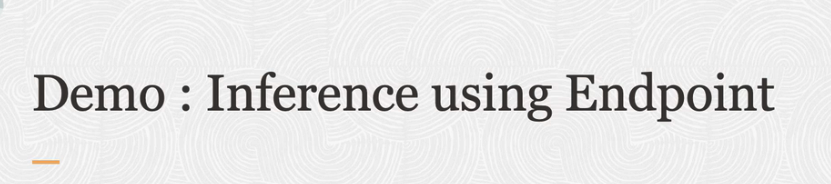 Demo : Inference using Endpoint